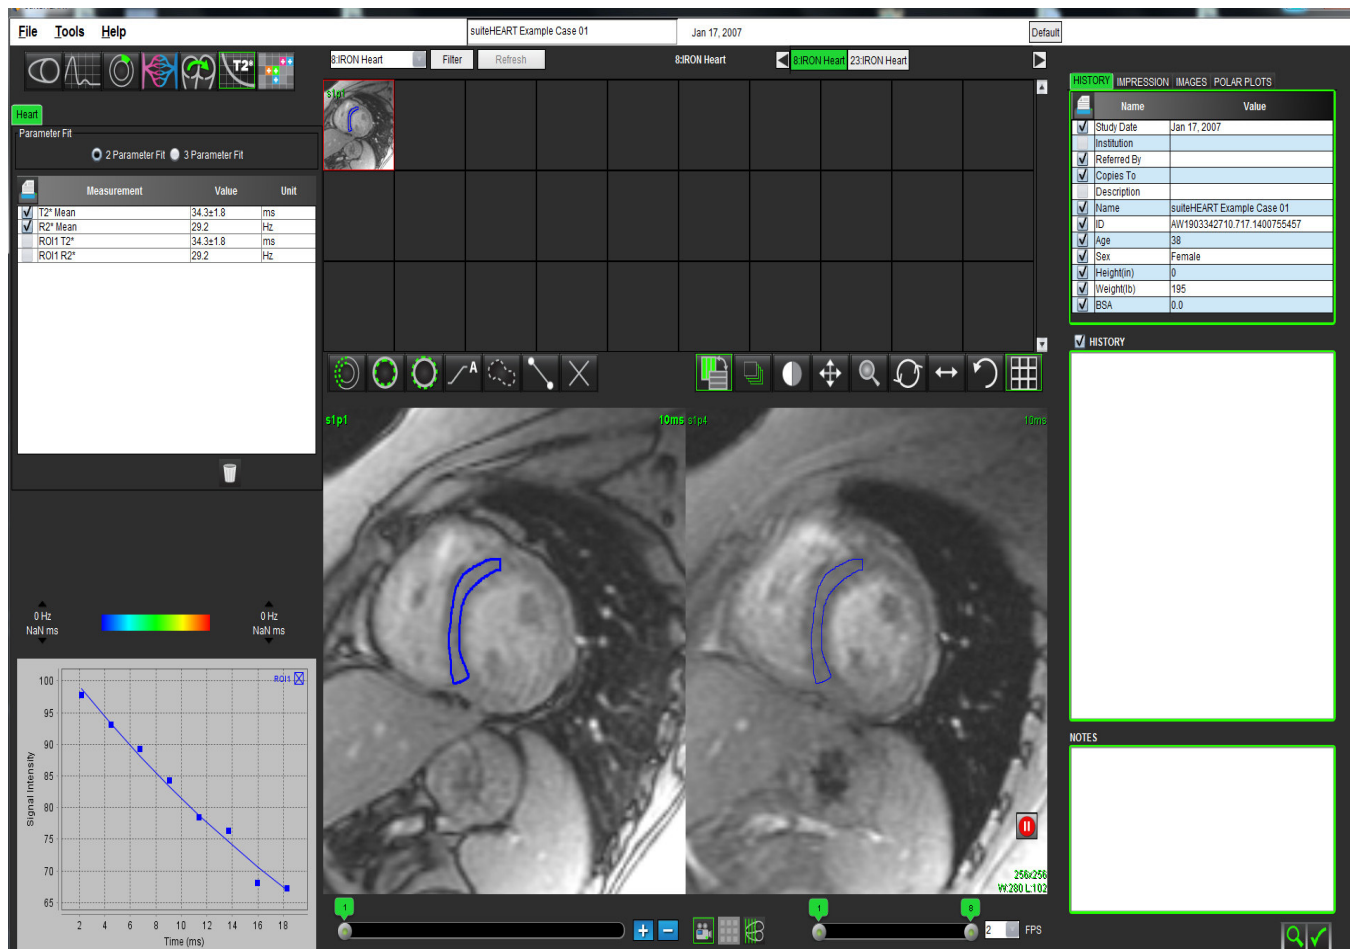 File Tools Help
suiteHEART Example Case 01
Jan 17, 2007
Default
T2*
8:IRON Heart
Filter
Refresh
8:IRON Heart
8:IRON Heart
23:IRON Heart
Heart
Parameter Fit
2 Parameter Fit
3 Parameter Fit
Measurement Value Unit
T2* Mean 34.3±1.8 ms
R2* Mean 29.2 Hz
ROI1 T2* 34.3±1.8 ms
ROI1 R2* 29.2 Hz
0 Hz
NaN ms
0 Hz
NaN ms
ROI1
100
95
90
85
80
75
70
65
Signal Intensity
2 4 6 8 10 12 14 16 18
Time (ms)
s1p1
A
s1p1
10ms
s1p4
10ms
256x256
W:280 L:102
1
1
8
2
FPS
HISTORY IMPRESSION IMAGES POLAR PLOTS
Name Value
Study Date Jan 17, 2007
Institution
Referred By
Copies To
Description
Name suiteHEART Example Case 01
ID AW1903342710.717.1400755457
Age 38
Sex Female
Height(in) 0
Weight(lb) 195
BSA 0.0
HISTORY
NOTES